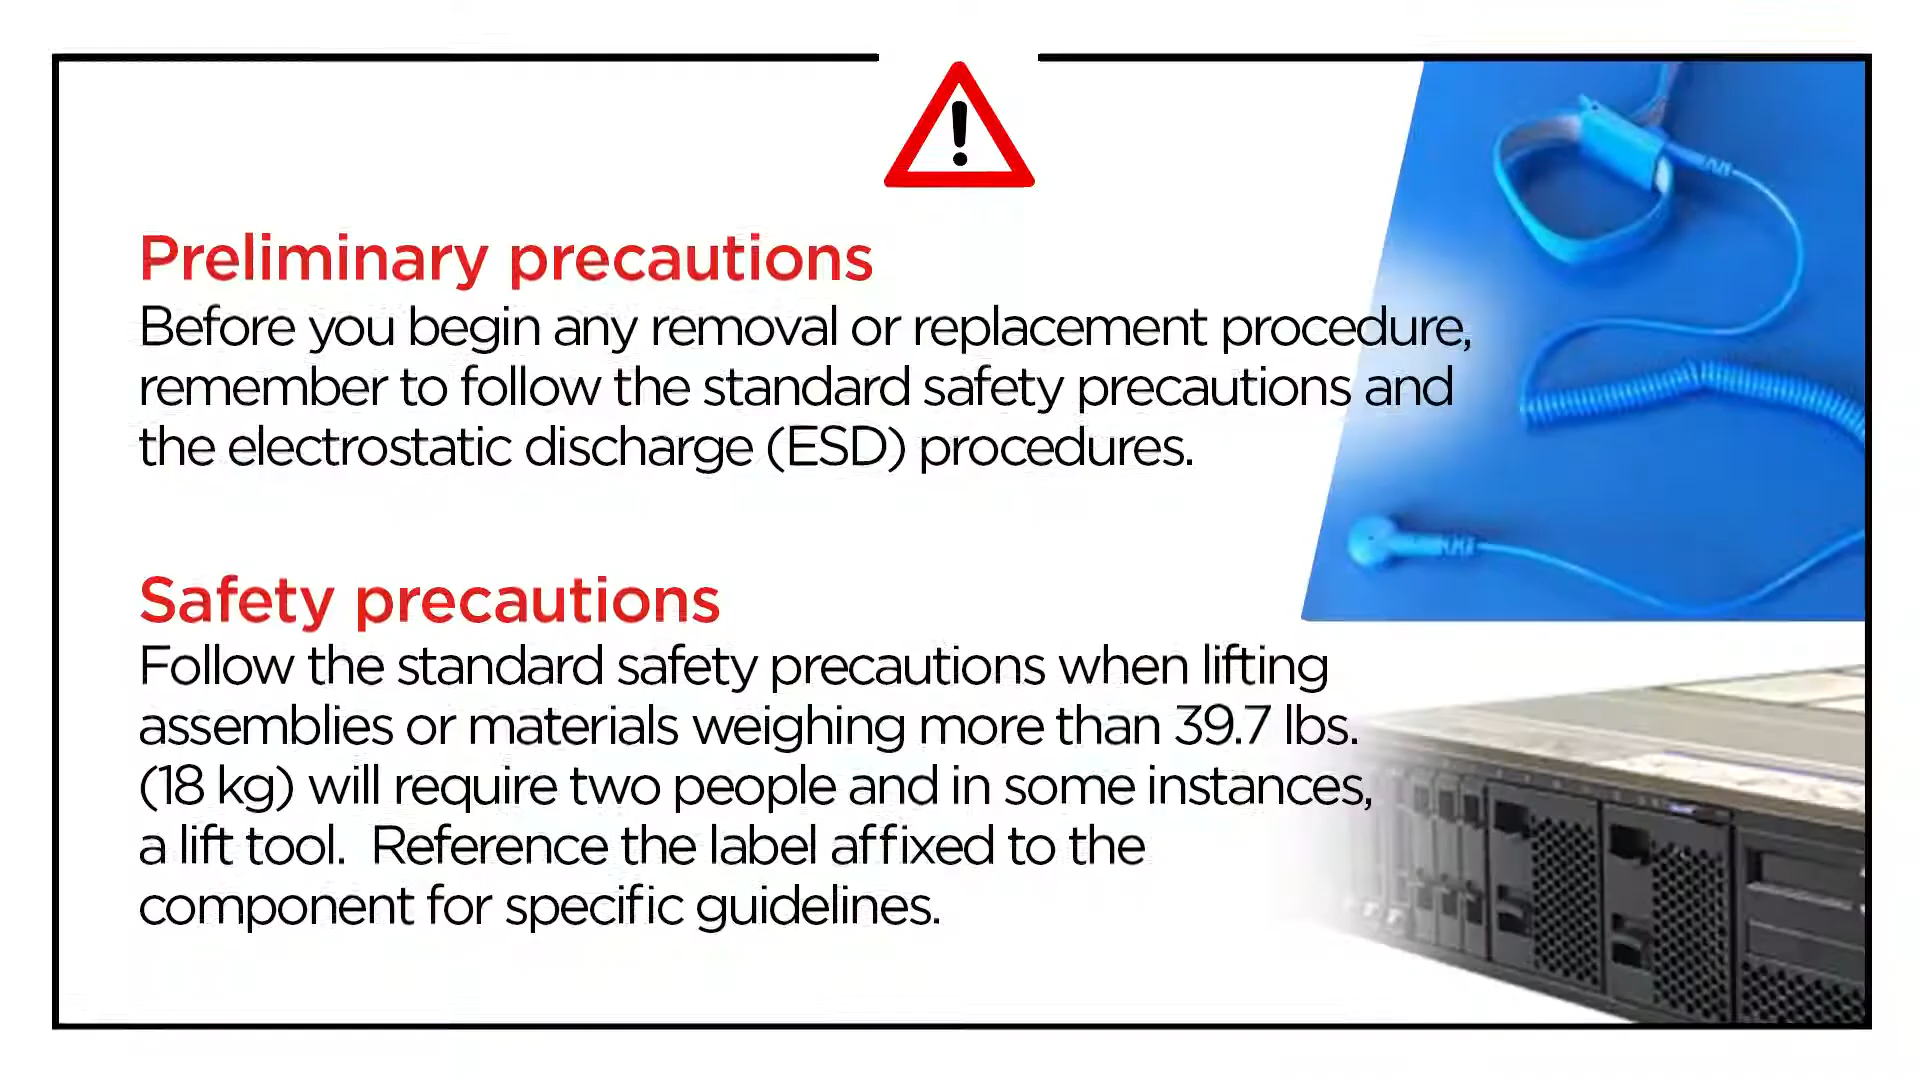 Preliminary precautions
Before you begin any removal or replacement procedure,
remember to follow the standard safety precautions and
the electrostatic discharge (ESD) procedures.
Safety precautions
Follow the standard safety precautions when lifting
assemblies or materials weighing more than 39.7 lbs.
(18 kg) will require two people and in some instances,
a lift tool.  Reference the label affixed to the
component for specific guidelines.